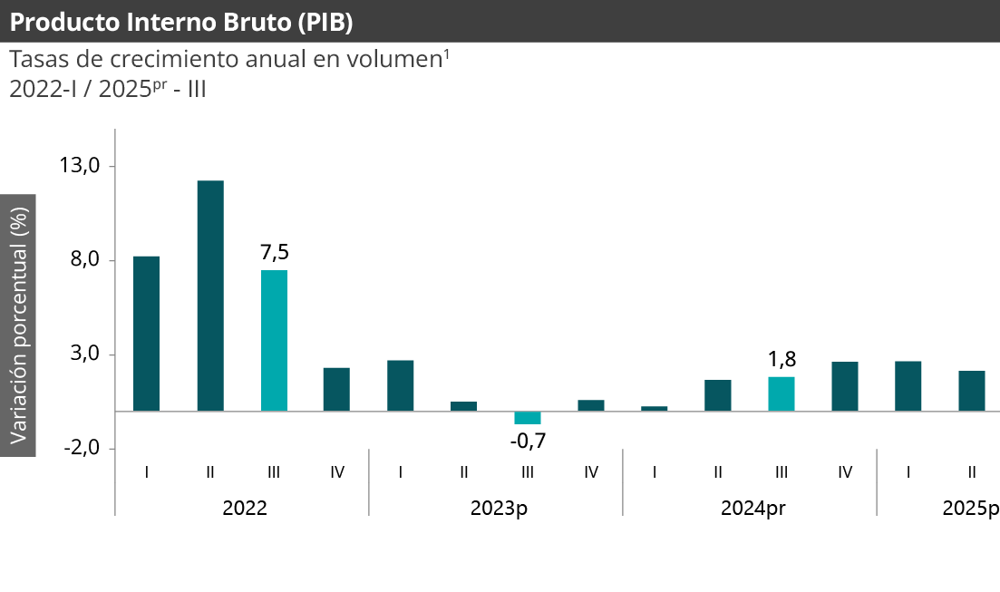 Producto Interno Bruto (PIB)
Tasas de crecimiento anual en volumen¹
2022-I / 2025ᵖʳ - III
Variación porcentual (%)
13,0
8,0
3,0
-2,0
7,5
-0,7
1,8
I II III IV I II III IV I II III IV I II
2022 2023p 2024pr 2025p